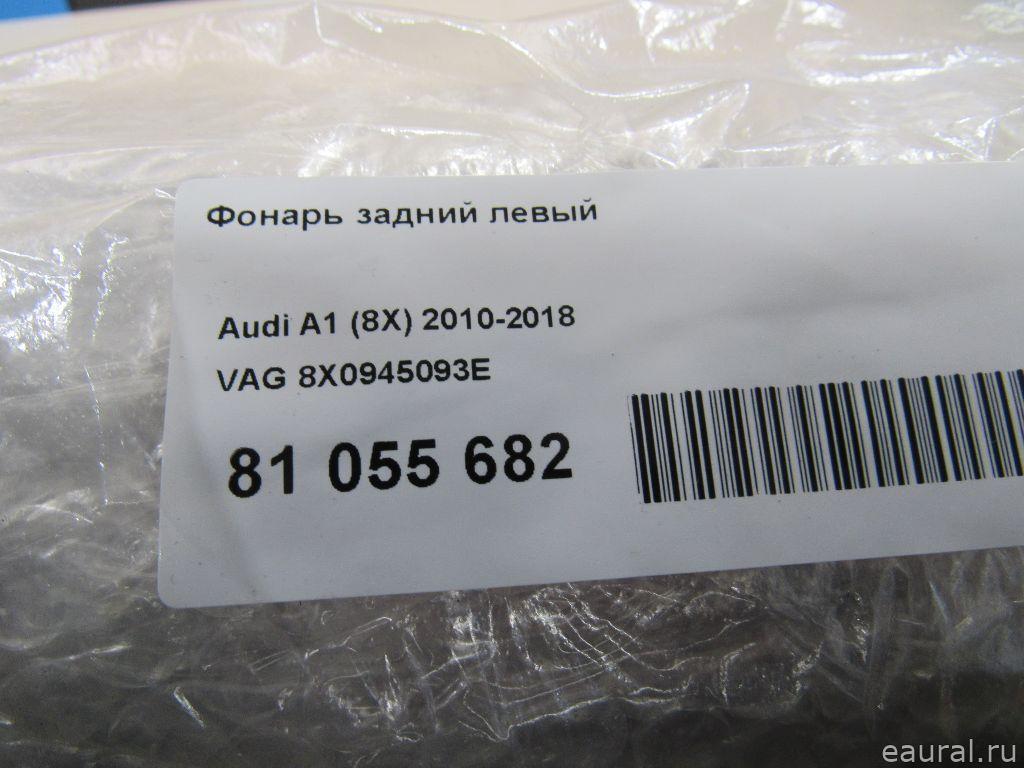 Фонарь задний левый
Audi A1 (8X) 2010-2018
VAG 8X0945093E
81 055 682
eaural.ru